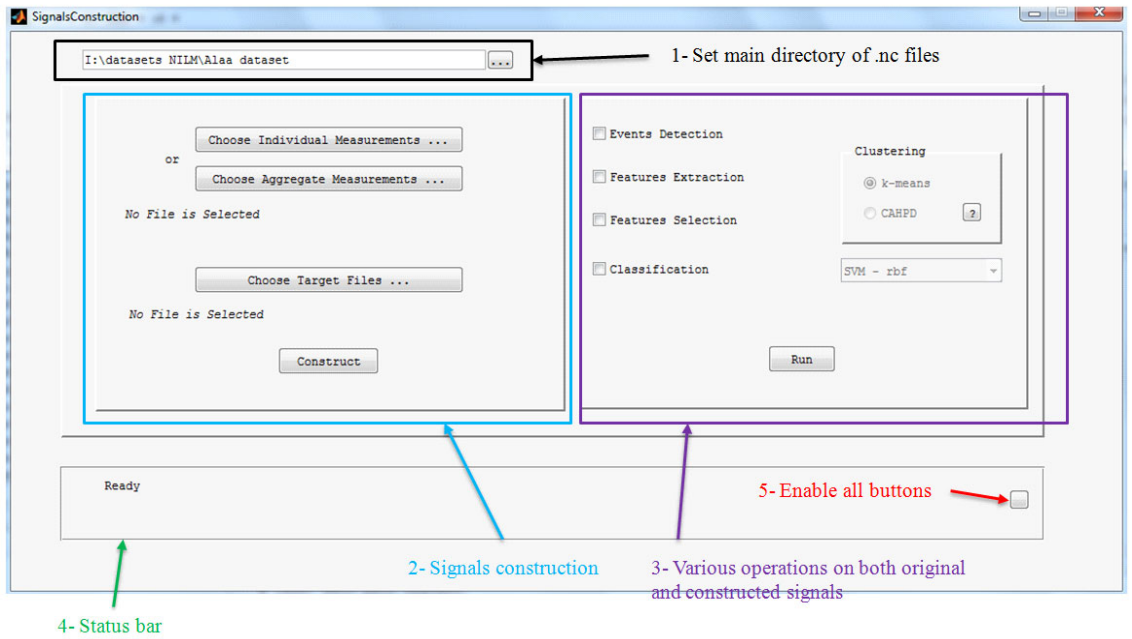 SignalsConstruction
I:\datasets NILM\Alaa dataset
...
1- Set main directory of .nc files
Choose Individual Measurements ...
or
Choose Aggregate Measurements ...
No File is Selected
Choose Target Files ...
No File is Selected
Construct
Events Detection
Features Extraction
Features Selection
Classification
Clustering
k-means
CAHPD
?
SVM - rbf
Run
Ready
5- Enable all buttons
2- Signals construction
3- Various operations on both original
and constructed signals
4- Status bar